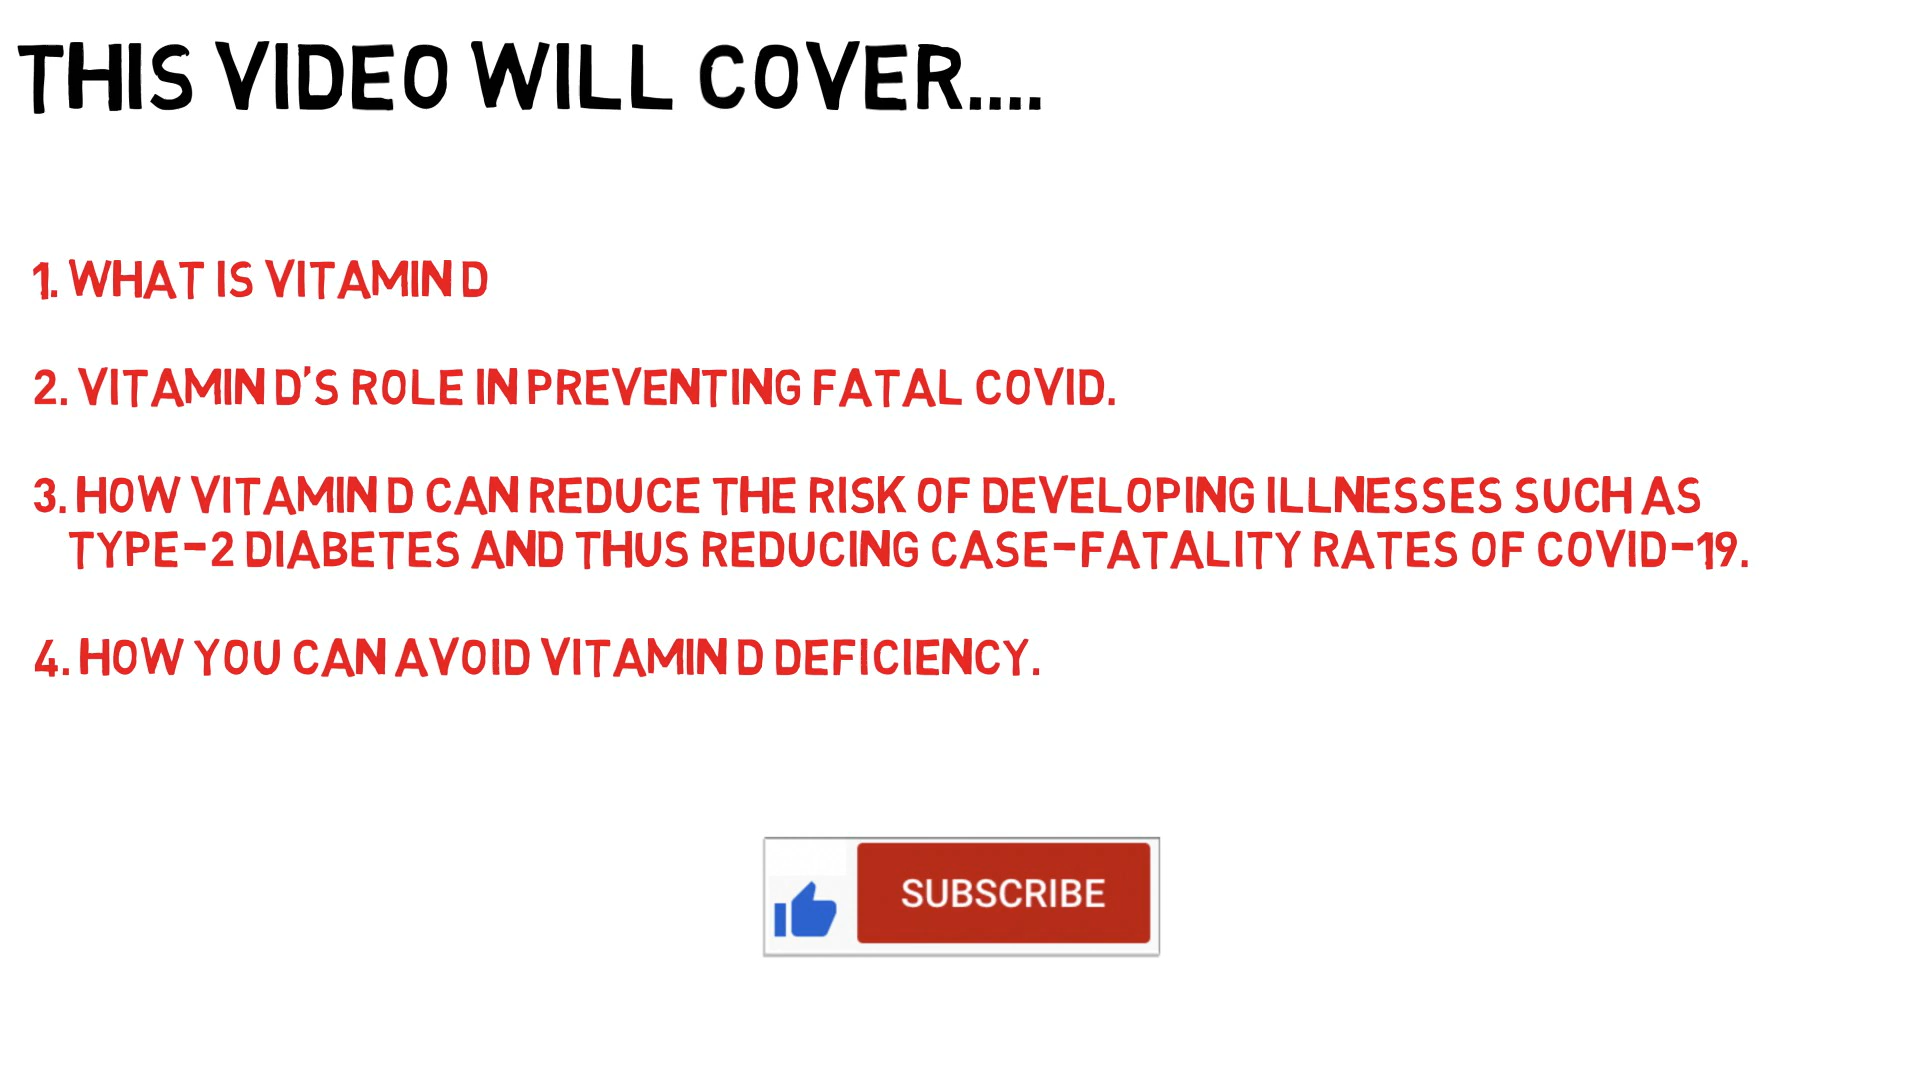 THIS VIDEO WILL COVER....
1. WHAT IS VITAMIN D
2. VITAMIN D'S ROLE IN PREVENTING FATAL COVID.
3. HOW VITAMIN D CAN REDUCE THE RISK OF DEVELOPING ILLNESSES SUCH AS
TYPE-2 DIABETES AND THUS REDUCING CASE-FATALITY RATES OF COVID-19.
4. HOW YOU CAN AVOID VITAMIN D DEFICIENCY.
SUBSCRIBE